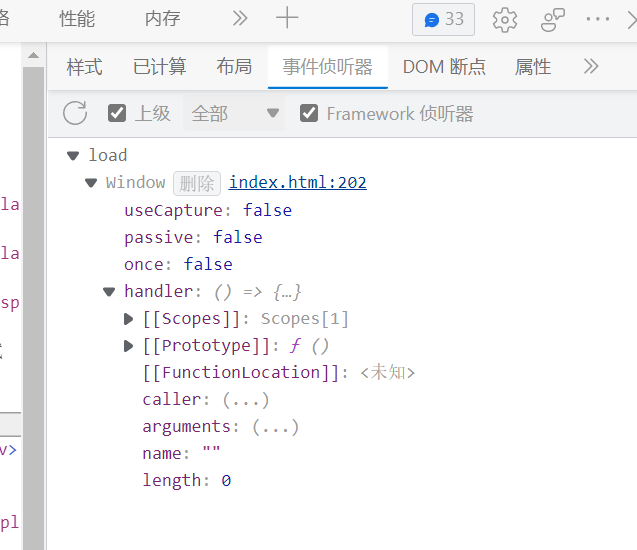 络 性能 内存 33
样式 已计算 布局 事件侦听器 DOM 断点 属性
上级 全部 Framework 侦听器
load
Window 删除 index.html:202
useCapture: false
la
passive: false
la
once: false
handler: () => {…}
sp
[[Scopes]]: Scopes[1]
[[Prototype]]: ƒ ()
[[FunctionLocation]]: <未知>
caller: (...)
arguments: (...)
v>
name: ""
length: 0
pl